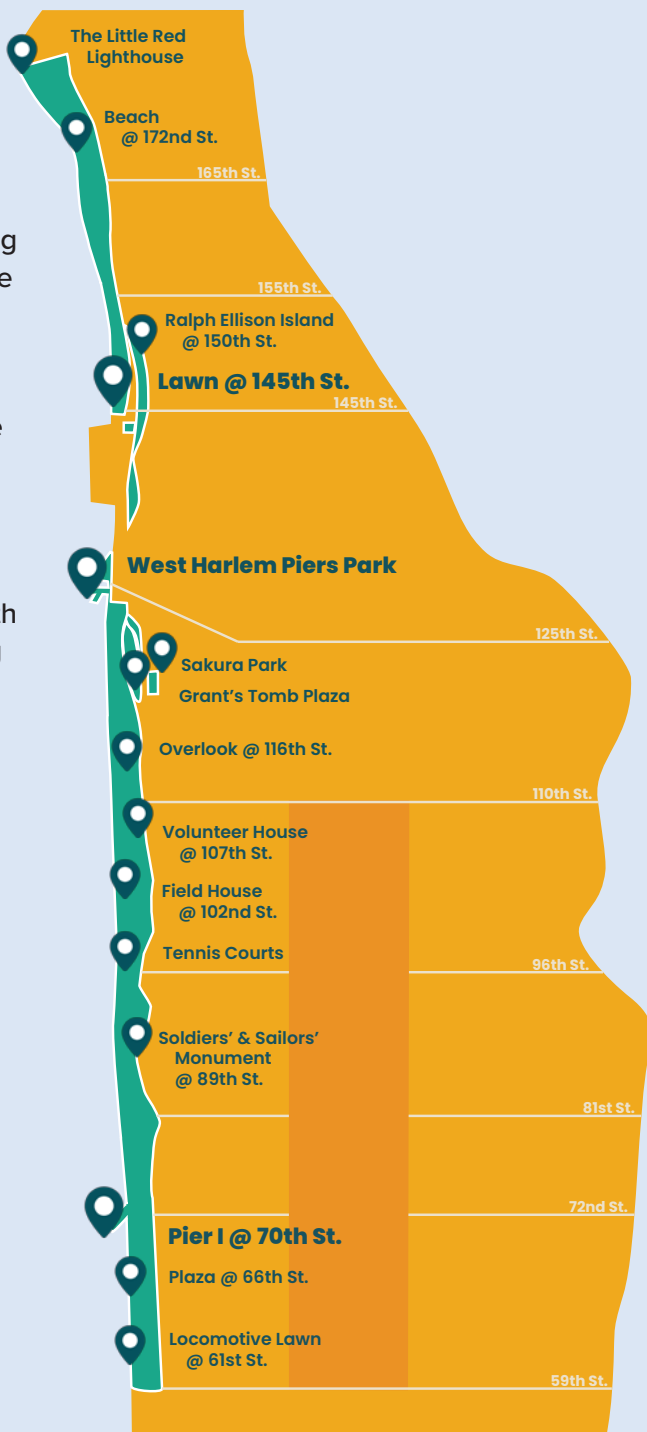 The Little Red
Lighthouse
Beach
@ 172nd St.
165th St.
g
e
155th St.
Ralph Ellison Island
@ 150th St.
Lawn @ 145th St.
145th St.
e
West Harlem Piers Park
th
125th St.
Sakura Park
Grant's Tomb Plaza
Overlook @ 116th St.
110th St.
Volunteer House
@ 107th St.
Field House
@ 102nd St.
Tennis Courts
96th St.
Soldiers' & Sailors'
Monument
@ 89th St.
81st St.
72nd St.
Pier I @ 70th St.
Plaza @ 66th St.
Locomotive Lawn
@ 61st St.
59th St.